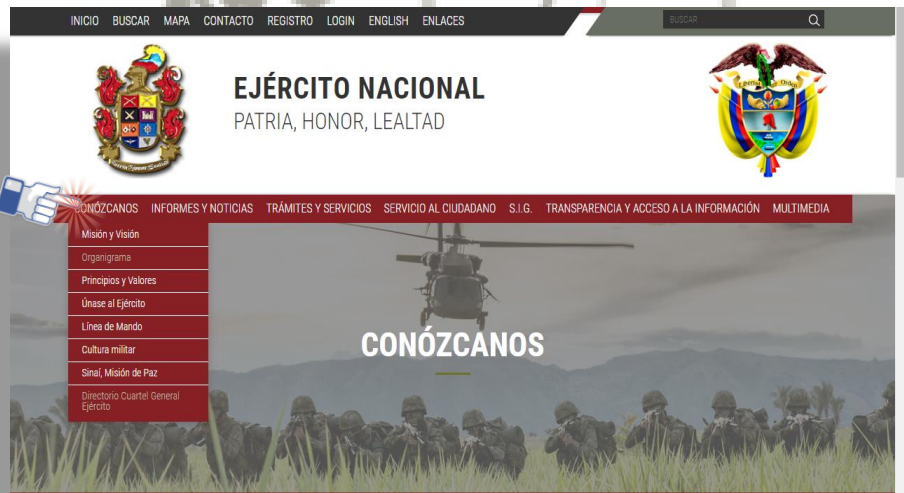 INICIO BUSCAR MAPA CONTACTO REGISTRO LOGIN ENGLISH ENLACES
BUSCAR
EJÉRCITO NACIONAL
PATRIA, HONOR, LEALTAD
Libertad y Orden
CONÓZCANOS INFORMES Y NOTICIAS TRÁMITES Y SERVICIOS SERVICIO AL CIUDADANO S.I.G. TRANSPARENCIA Y ACCESO A LA INFORMACIÓN MULTIMEDIA
Misión y Visión
Organigrama
Principios y Valores
Únase al Ejército
Línea de Mando
Cultura militar
Sinaí, Misión de Paz
Directorio Cuartel General
Ejército
CONÓZCANOS